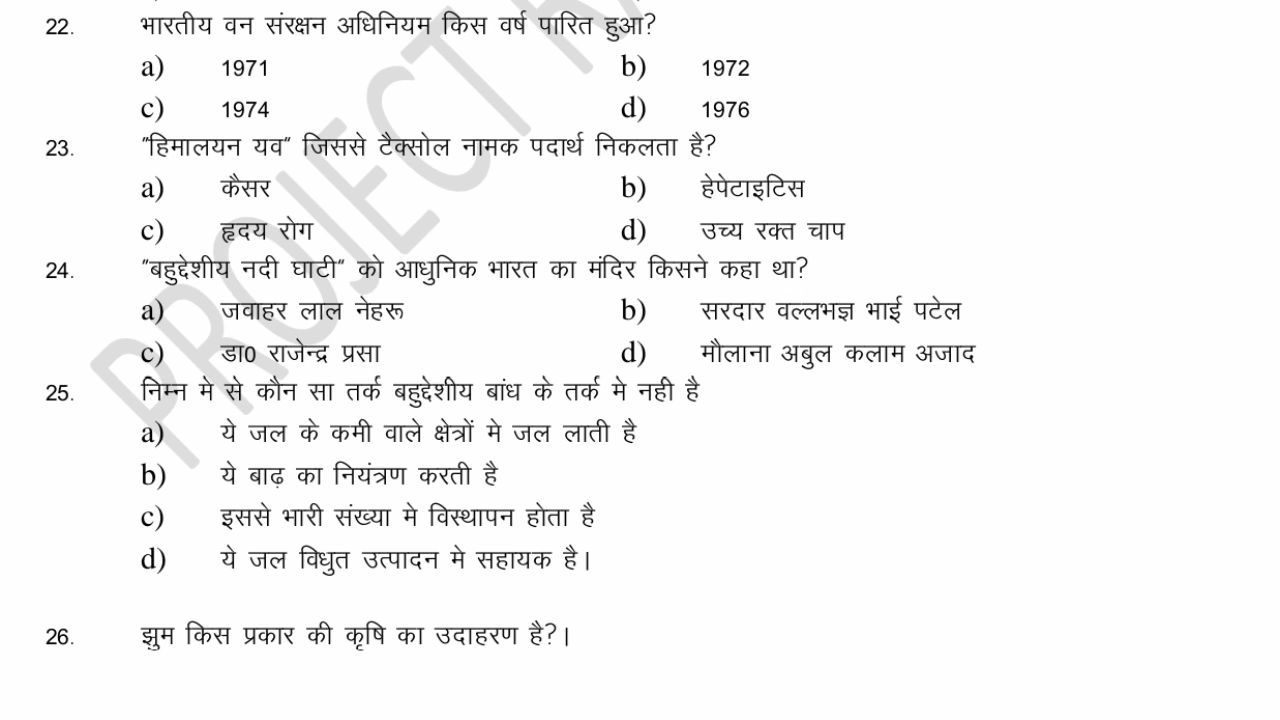 22. भारतीय वन संरक्षन अधिनियम किस वर्ष पारित हुआ?
a) 1971 b) 1972
c) 1974 d) 1976
23. "हिमालयन यव" जिससे टैक्सोल नामक पदार्थ निकलता है?
a) कैसर b) हेपेटाइटिस
c) हृदय रोग d) उच्य रक्त चाप
24. "बहुद्देशीय नदी घाटी" को आधुनिक भारत का मंदिर किसने कहा था?
a) जवाहर लाल नेहरू b) सरदार वल्लभज्ञ भाई पटेल
c) डा0 राजेन्द्र प्रसा d) मौलाना अबुल कलाम अजाद
25. निम्न मे से कौन सा तर्क बहुद्देशीय बांध के तर्क मे नही है
a) ये जल के कमी वाले क्षेत्रों मे जल लाती है
b) ये बाढ़ का नियंत्रण करती है
c) इससे भारी संख्या मे विस्थापन होता है
d) ये जल विधुत उत्पादन मे सहायक है।
26. झुम किस प्रकार की कृषि का उदाहरण है?।
PROJECT